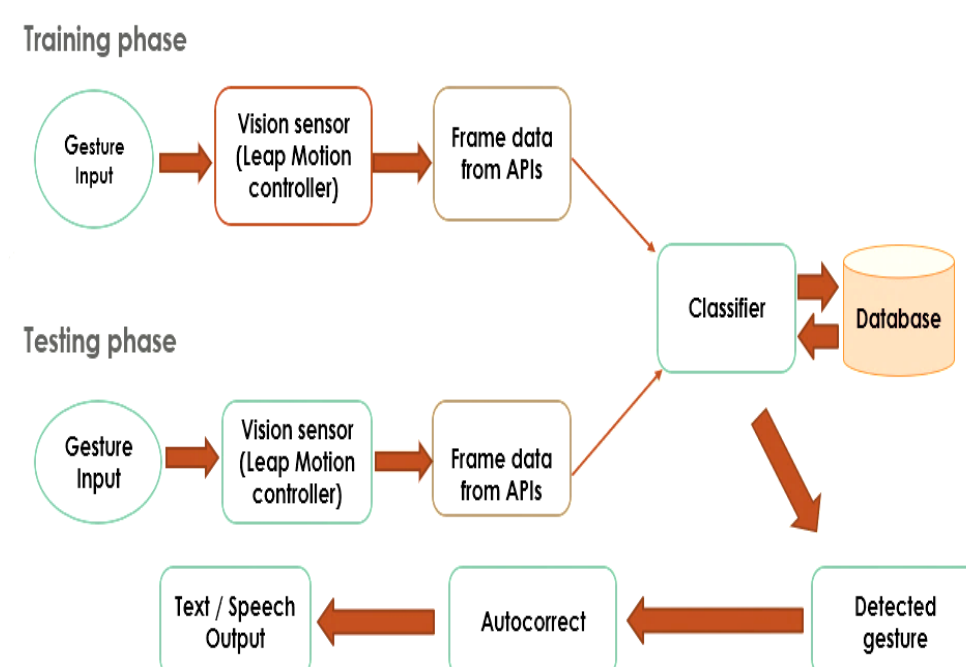 Training phase
Gesture
Input
Vision sensor
(Leap Motion
controller)
Frame data
from APIs
Classifier
Database
Testing phase
Gesture
Input
Vision sensor
(Leap Motion
controller)
Frame data
from APIs
Text / Speech
Output
Autocorrect
Detected
gesture